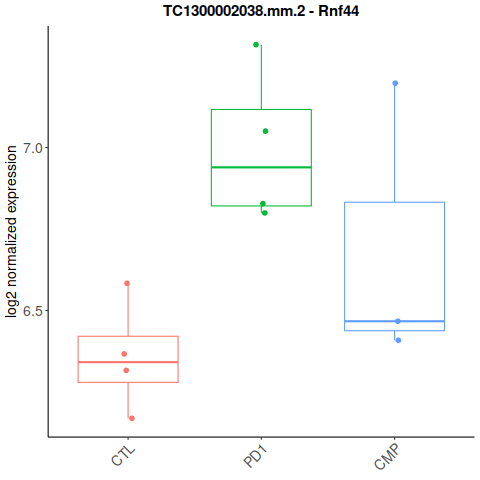 TC1300002038.mm.2 - Rnf44
log2 normalized expression
7.0
6.5
CTL
PD1
CMP